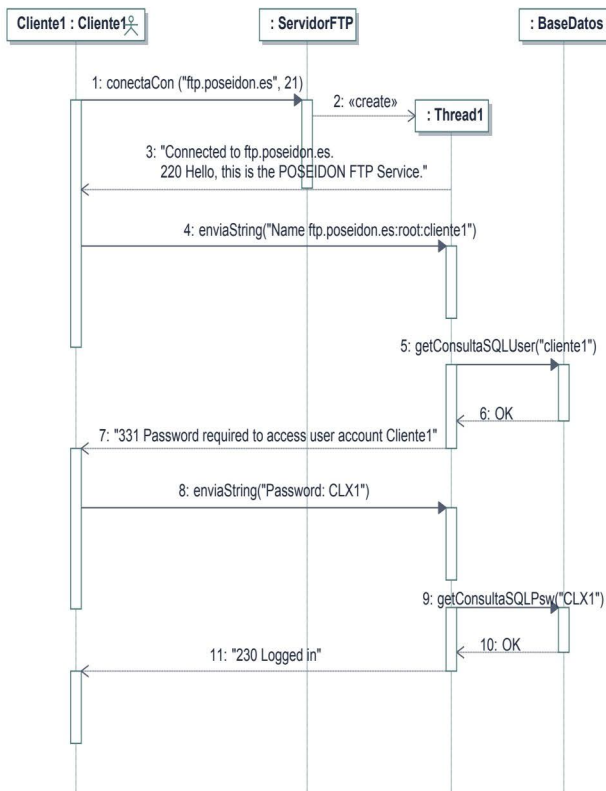 Cliente1 : Cliente1
: ServidorFTP
: BaseDatos
1: conectaCon ("ftp.poseidon.es", 21)
2: «create»
: Thread1
3: "Connected to ftp.poseidon.es.
220 Hello, this is the POSEIDON FTP Service."
4: enviaString("Name ftp.poseidon.es:root:cliente1")
5: getConsultaSQLUser("cliente1")
6: OK
7: "331 Password required to access user account Cliente1"
8: enviaString("Password: CLX1")
9: getConsultaSQLPsw("CLX1")
10: OK
11: "230 Logged in"